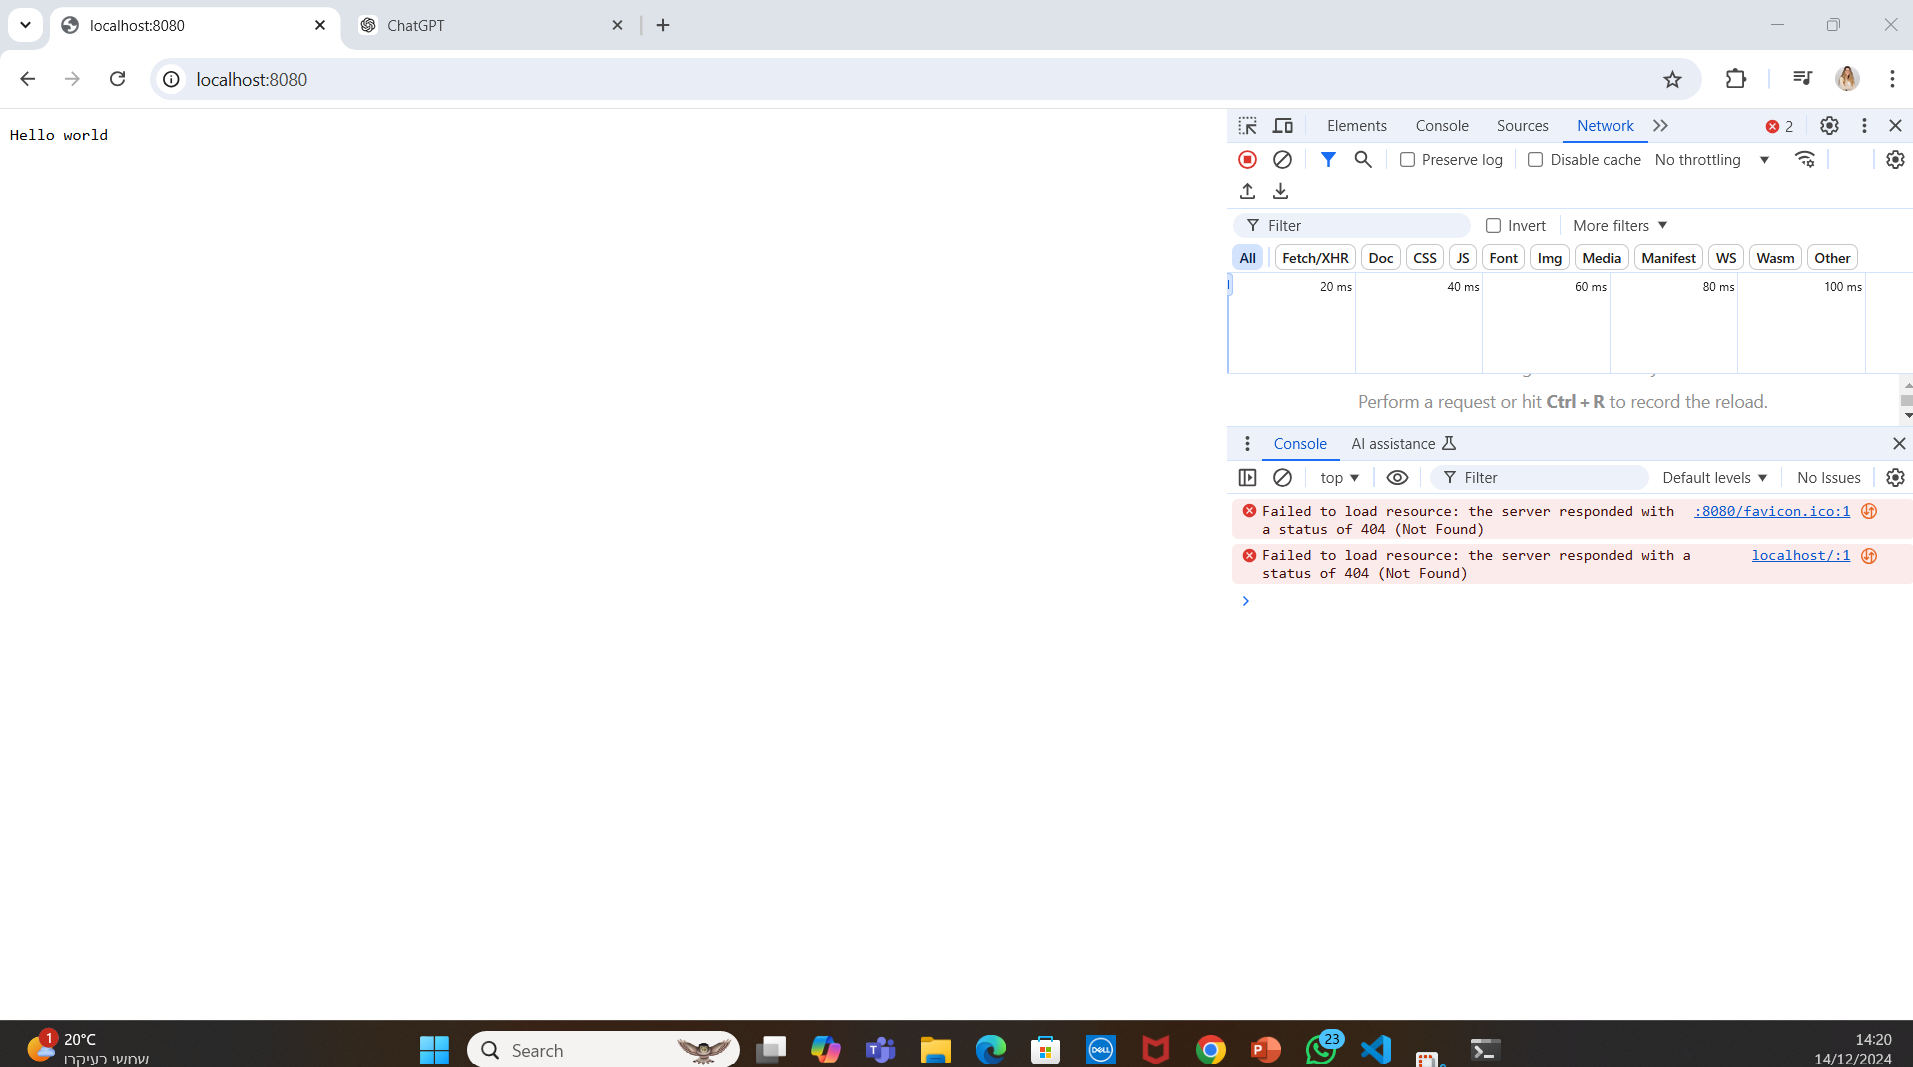 localhost:8080
ChatGPT
localhost:8080
Hello world
Elements Console Sources Network 2
Preserve log Disable cache No throttling
Filter Invert More filters
All Fetch/XHR Doc CSS JS Font Img Media Manifest WS Wasm Other
20 ms 40 ms 60 ms 80 ms 100 ms
Perform a request or hit Ctrl + R to record the reload.
Console AI assistance
top Filter Default levels No Issues
Failed to load resource: the server responded with :8080/favicon.ico:1
a status of 404 (Not Found)
Failed to load resource: the server responded with a localhost/:1
status of 404 (Not Found)
1 20°C
שמשי בעיקרו
Search
DELL
23
14:20
14/12/2024